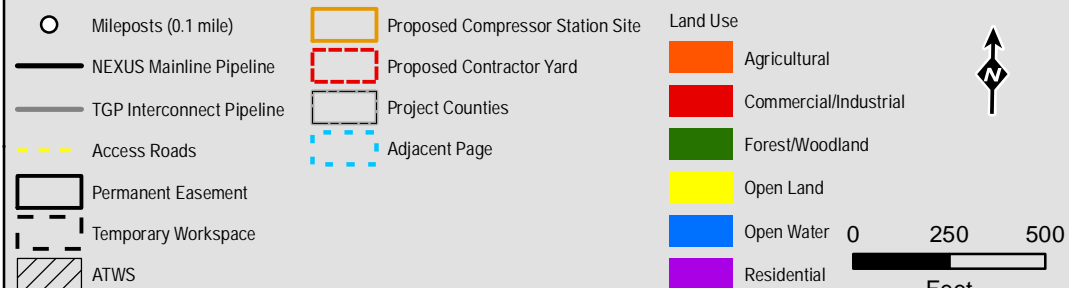 Mileposts (0.1 mile)
NEXUS Mainline Pipeline
TGP Interconnect Pipeline
Access Roads
Permanent Easement
Temporary Workspace
ATWS
Proposed Compressor Station Site
Proposed Contractor Yard
Project Counties
Adjacent Page
Land Use
Agricultural
Commercial/Industrial
Forest/Woodland
Open Land
Open Water
Residential
N
0 250 500
Feet